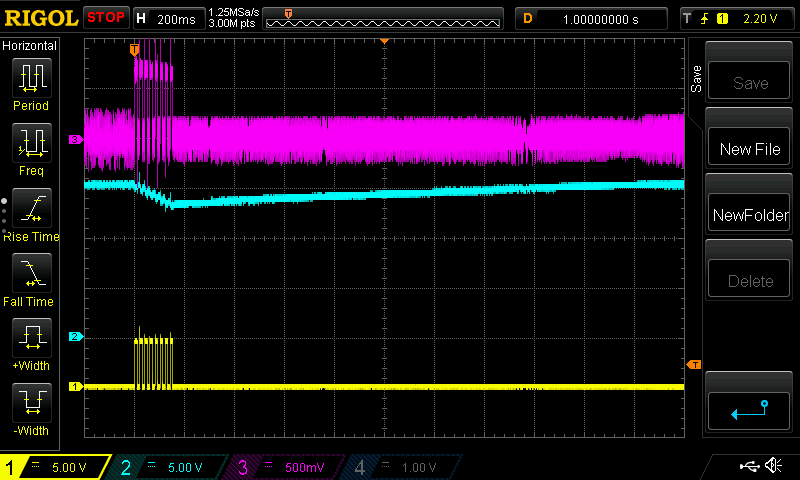 RIGOL STOP H 200ms 1.25MSa/s 3.00M pts T D 1.00000000 s T 1 2.20 V
Horizontal
Period
Freq
Rise Time
Fall Time
+Width
-Width
T
3
2
1
T
Save
Save
New File
NewFolder
Delete
1 5.00 V 2 5.00 V 3 500mV 4 1.00 V